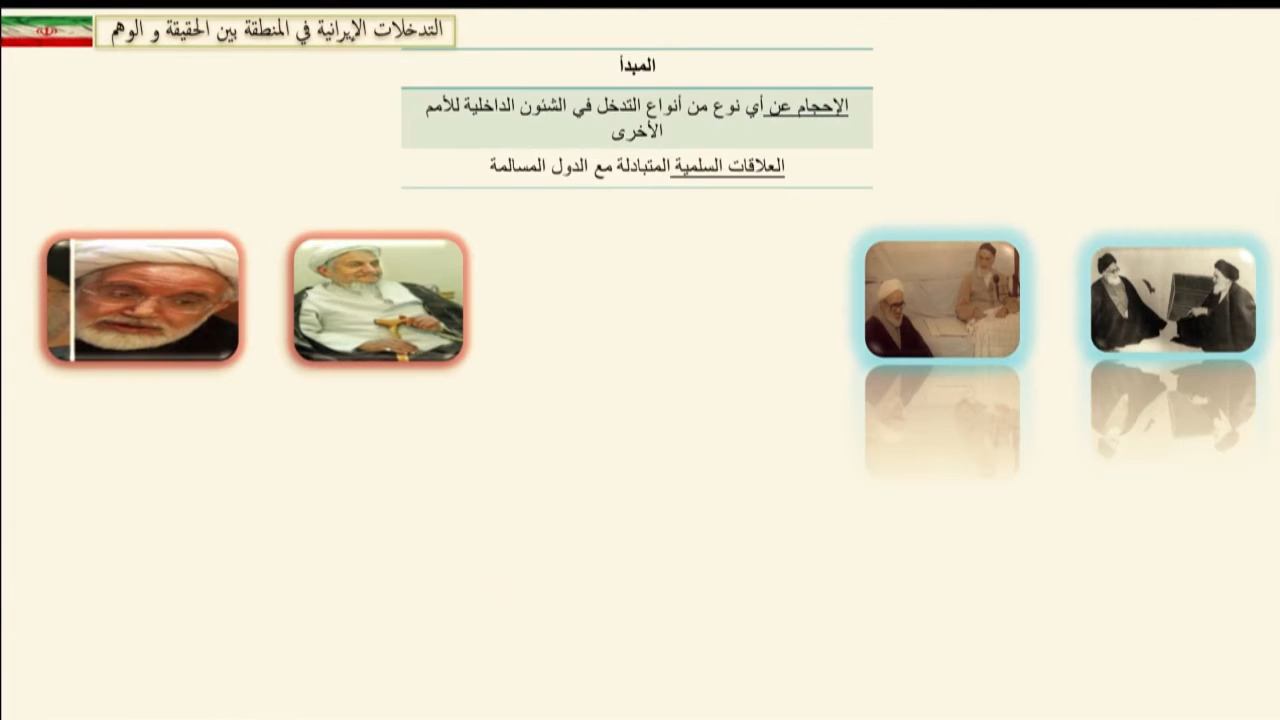 التدخلات الإيرانية في المنطقة بين الحقيقة و الوهم
المبدأ
الإحجام عن أي نوع من أنواع التدخل في الشئون الداخلية للأمم
الأخرى
العلاقات السلمية المتبادلة مع الدول المسالمة